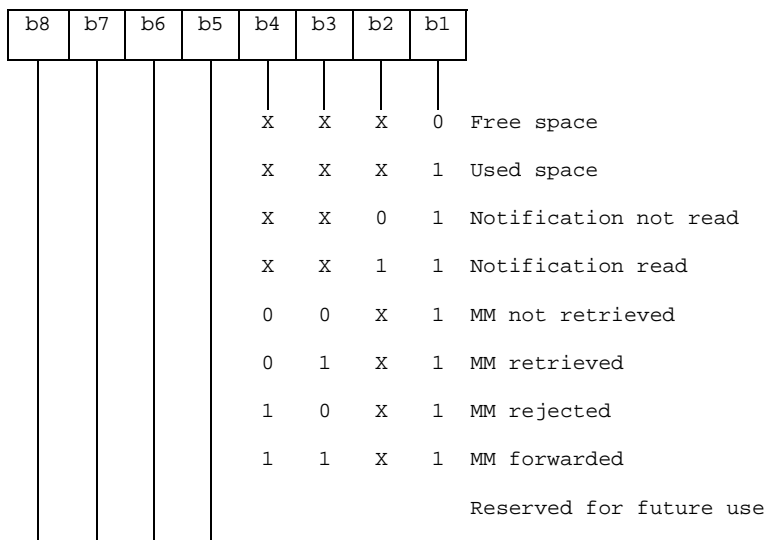 b8 b7 b6 b5 b4 b3 b2 b1
X X X 0 Free space
X X X 1 Used space
X X 0 1 Notification not read
X X 1 1 Notification read
0 0 X 1 MM not retrieved
0 1 X 1 MM retrieved
1 0 X 1 MM rejected
1 1 X 1 MM forwarded
Reserved for future use